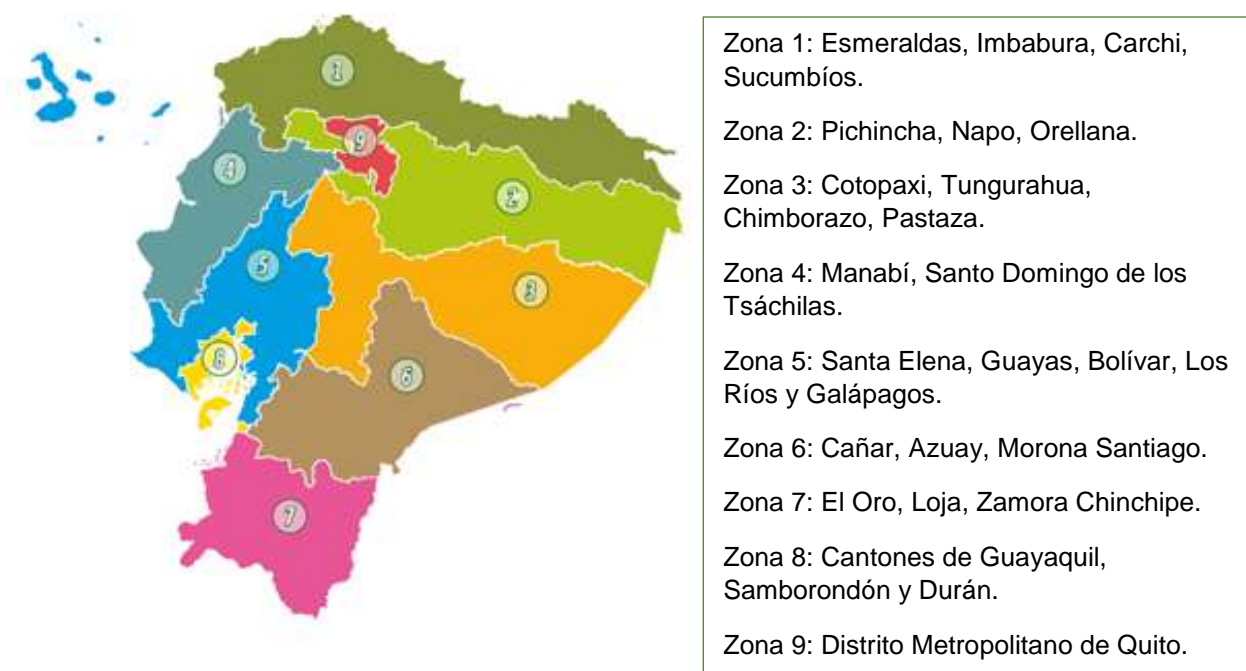 1
9
4
2
5
3
8
6
7
Zona 1: Esmeraldas, Imbabura, Carchi,
Sucumbíos.
Zona 2: Pichincha, Napo, Orellana.
Zona 3: Cotopaxi, Tungurahua,
Chimborazo, Pastaza.
Zona 4: Manabí, Santo Domingo de los
Tsáchilas.
Zona 5: Santa Elena, Guayas, Bolívar, Los
Ríos y Galápagos.
Zona 6: Cañar, Azuay, Morona Santiago.
Zona 7: El Oro, Loja, Zamora Chinchipe.
Zona 8: Cantones de Guayaquil,
Samborondón y Durán.
Zona 9: Distrito Metropolitano de Quito.